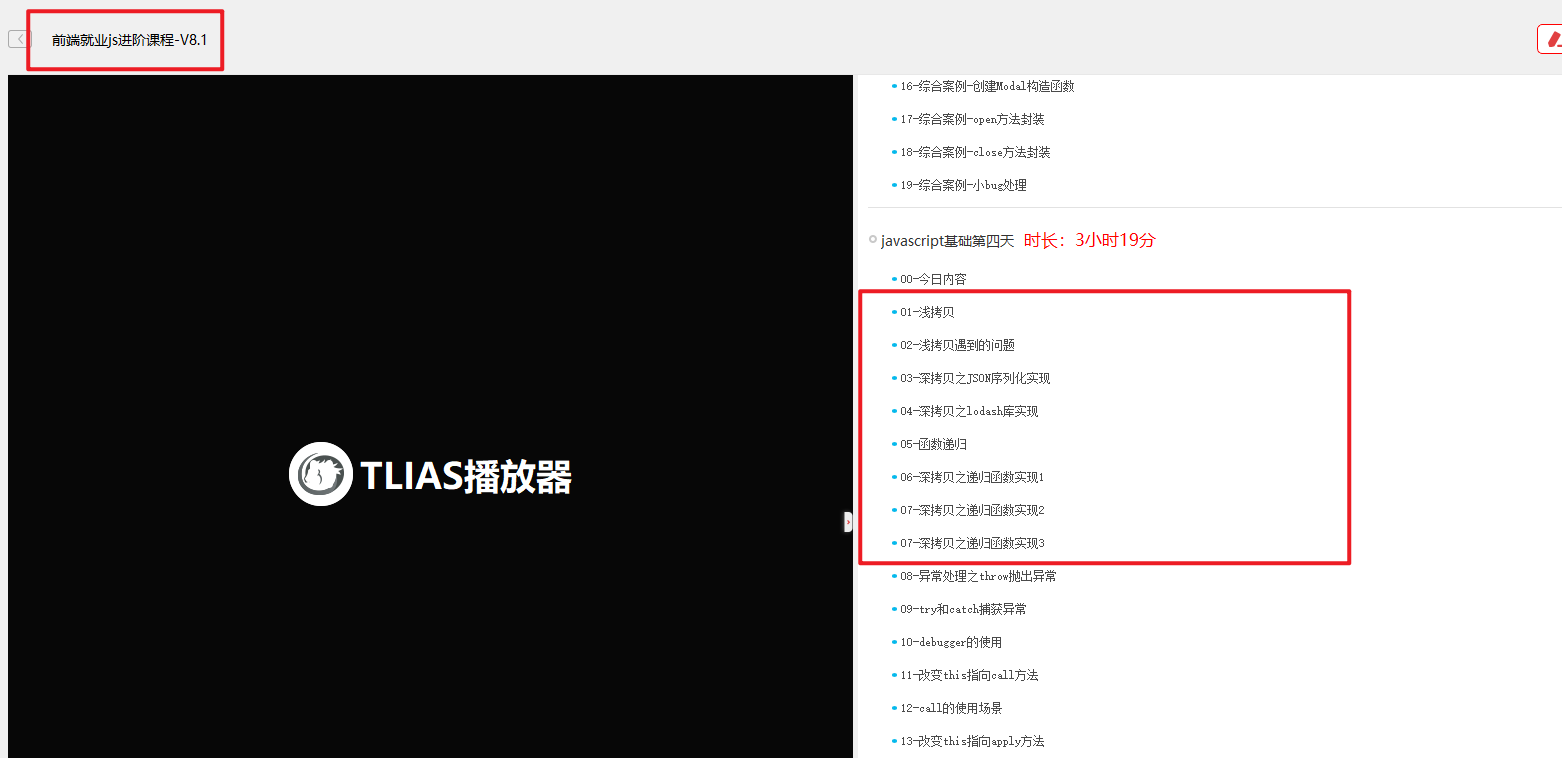 前端就业js进阶课程-V8.1
TLIAS播放器
16-综合案例-创建Modal构造函数
17-综合案例-open方法封装
18-综合案例-close方法封装
19-综合案例-小bug处理
javascript基础第四天 时长：3小时19分
00-今日内容
01-浅拷贝
02-浅拷贝遇到的问题
03-深拷贝之JSON序列化实现
04-深拷贝之lodash库实现
05-函数递归
06-深拷贝之递归函数实现1
07-深拷贝之递归函数实现2
07-深拷贝之递归函数实现3
08-异常处理之throw抛出异常
09-try和catch捕获异常
10-debugger的使用
11-改变this指向call方法
12-call的使用场景
13-改变this指向apply方法